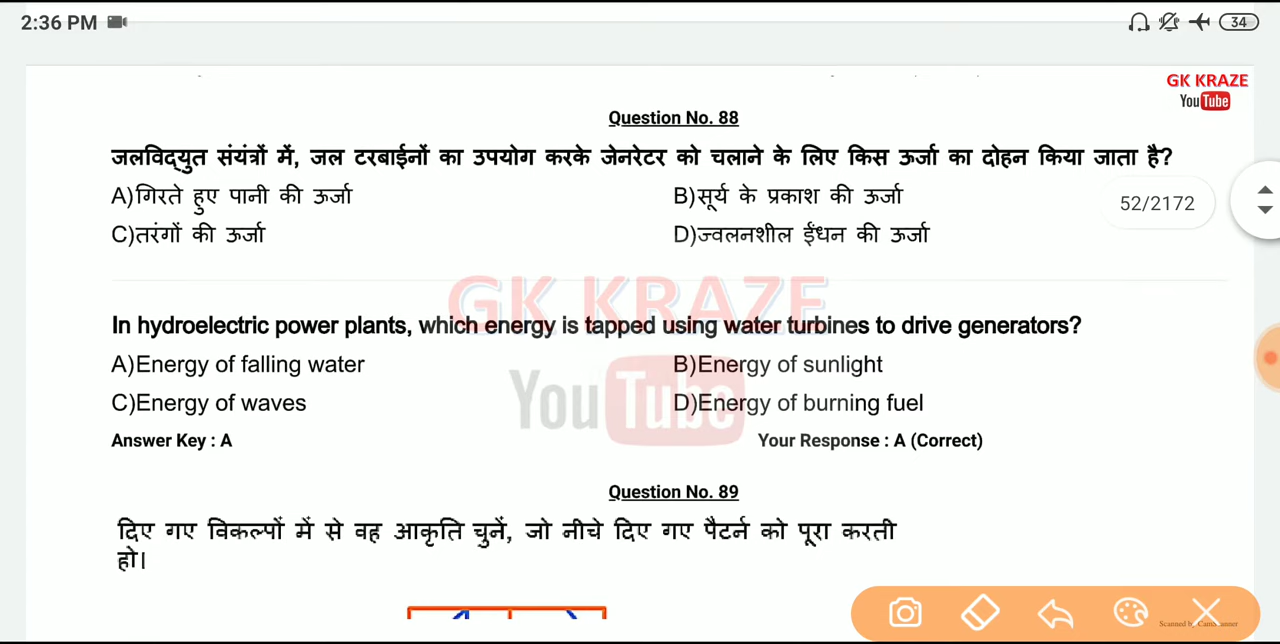 2:36 PM
34
GK KRAZE
YouTube
Question No. 88
जलविद्युत संयंत्रों में, जल टरबाईनों का उपयोग करके जेनरेटर को चलाने के लिए किस ऊर्जा का दोहन किया जाता है?
A)गिरते हुए पानी की ऊर्जा B)सूर्य के प्रकाश की ऊर्जा
52/2172
C)तरंगों की ऊर्जा D)ज्वलनशील ईंधन की ऊर्जा
GK KRAZE
In hydroelectric power plants, which energy is tapped using water turbines to drive generators?
A)Energy of falling water B)Energy of sunlight
YouTube
C)Energy of waves D)Energy of burning fuel
Answer Key : A Your Response : A (Correct)
Question No. 89
दिए गए विकल्पों में से वह आकृति चुनें, जो नीचे दिए गए पैटर्न को पूरा करती
हो।
Scanned by CamScanner